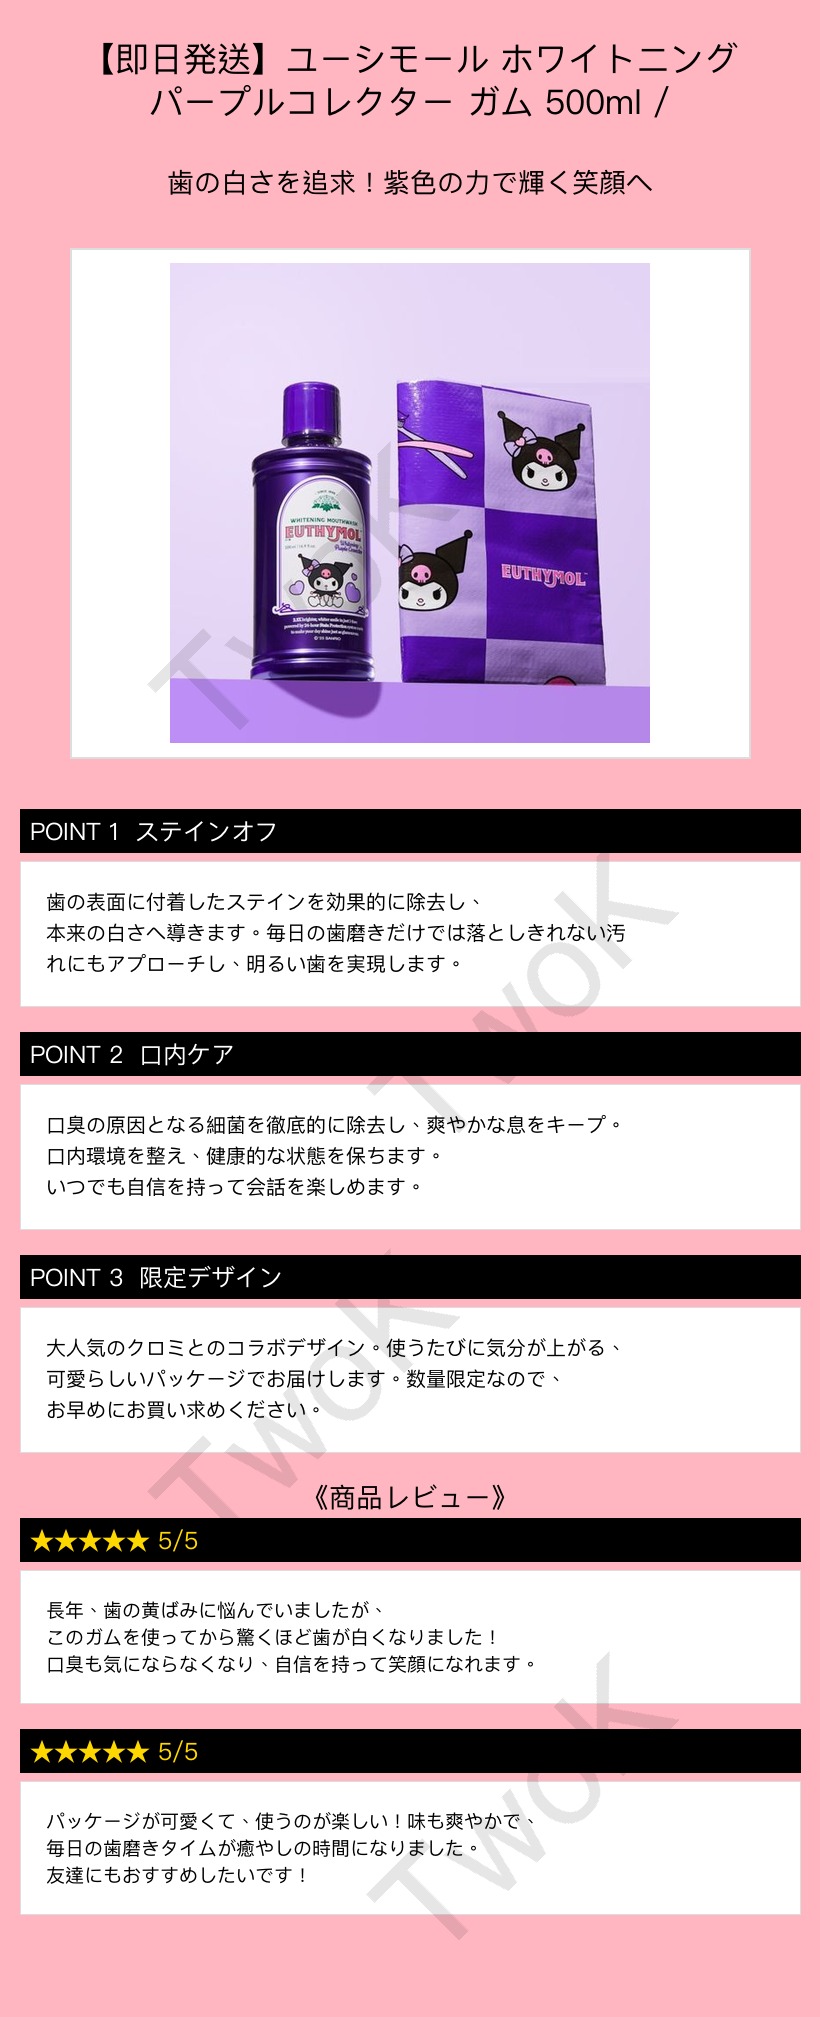 【即日発送】ユーシモール ホワイトニング
パープルコレクター ガム 500ml /
歯の白さを追求！紫色の力で輝く笑顔へ
WHITENING MOUTHWASH
EUTHYMOL
Whitening
Purple Corrector
©'25 SANRIO
EUTHYMOL
TwoK
POINT 1 ステインオフ
歯の表面に付着したステインを効果的に除去し、
本来の白さへ導きます。毎日の歯磨きだけでは落としきれない汚
れにもアプローチし、明るい歯を実現します。
TwoK
POINT 2 口内ケア
口臭の原因となる細菌を徹底的に除去し、爽やかな息をキープ。
口内環境を整え、健康的な状態を保ちます。
いつでも自信を持って会話を楽しめます。
POINT 3 限定デザイン
大人気のクロミとのコラボデザイン。使うたびに気分が上がる、
可愛らしいパッケージでお届けします。数量限定なので、
お早めにお買い求めください。
TwoK
《商品レビュー》
★★★★★ 5/5
長年、歯の黄ばみに悩んでいましたが、
このガムを使ってから驚くほど歯が白くなりました！
口臭も気にならなくなり、自信を持って笑顔になれます。
★★★★★ 5/5
パッケージが可愛くて、使うのが楽しい！味も爽やかで、
毎日の歯磨きタイムが癒やしの時間になりました。
友達にもおすすめしたいです！
TwoK